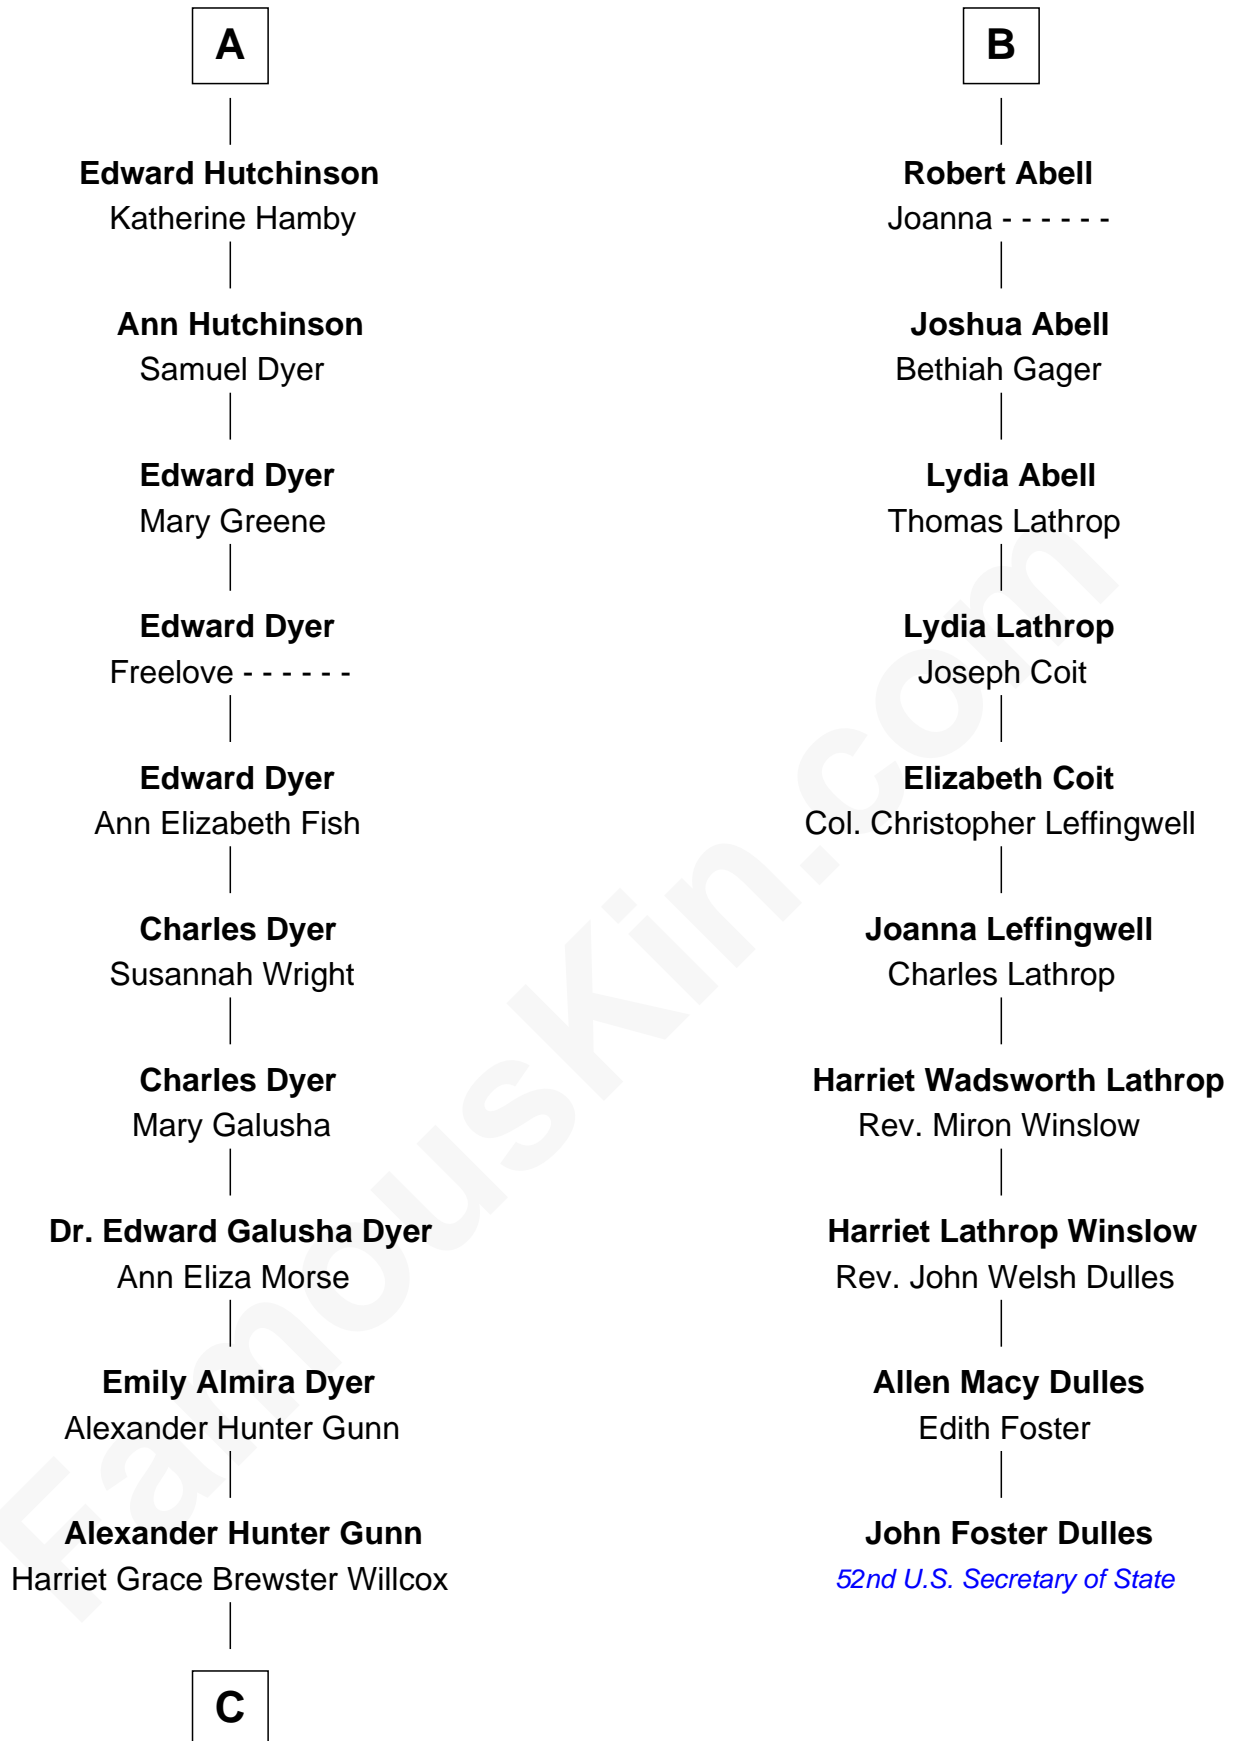 A
Edward Hutchinson
Katherine Hamby
Ann Hutchinson
Samuel Dyer
Edward Dyer
Mary Greene
Edward Dyer
Freelove - - - - - -
Edward Dyer
Ann Elizabeth Fish
Charles Dyer
Susannah Wright
Charles Dyer
Mary Galusha
Dr. Edward Galusha Dyer
Ann Eliza Morse
Emily Almira Dyer
Alexander Hunter Gunn
Alexander Hunter Gunn
Harriet Grace Brewster Willcox
C
B
Robert Abell
Joanna - - - - - -
Joshua Abell
Bethiah Gager
Lydia Abell
Thomas Lathrop
Lydia Lathrop
Joseph Coit
Elizabeth Coit
Col. Christopher Leffingwell
Joanna Leffingwell
Charles Lathrop
Harriet Wadsworth Lathrop
Rev. Miron Winslow
Harriet Lathrop Winslow
Rev. John Welsh Dulles
Allen Macy Dulles
Edith Foster
John Foster Dulles
52nd U.S. Secretary of State
FamousKin.com